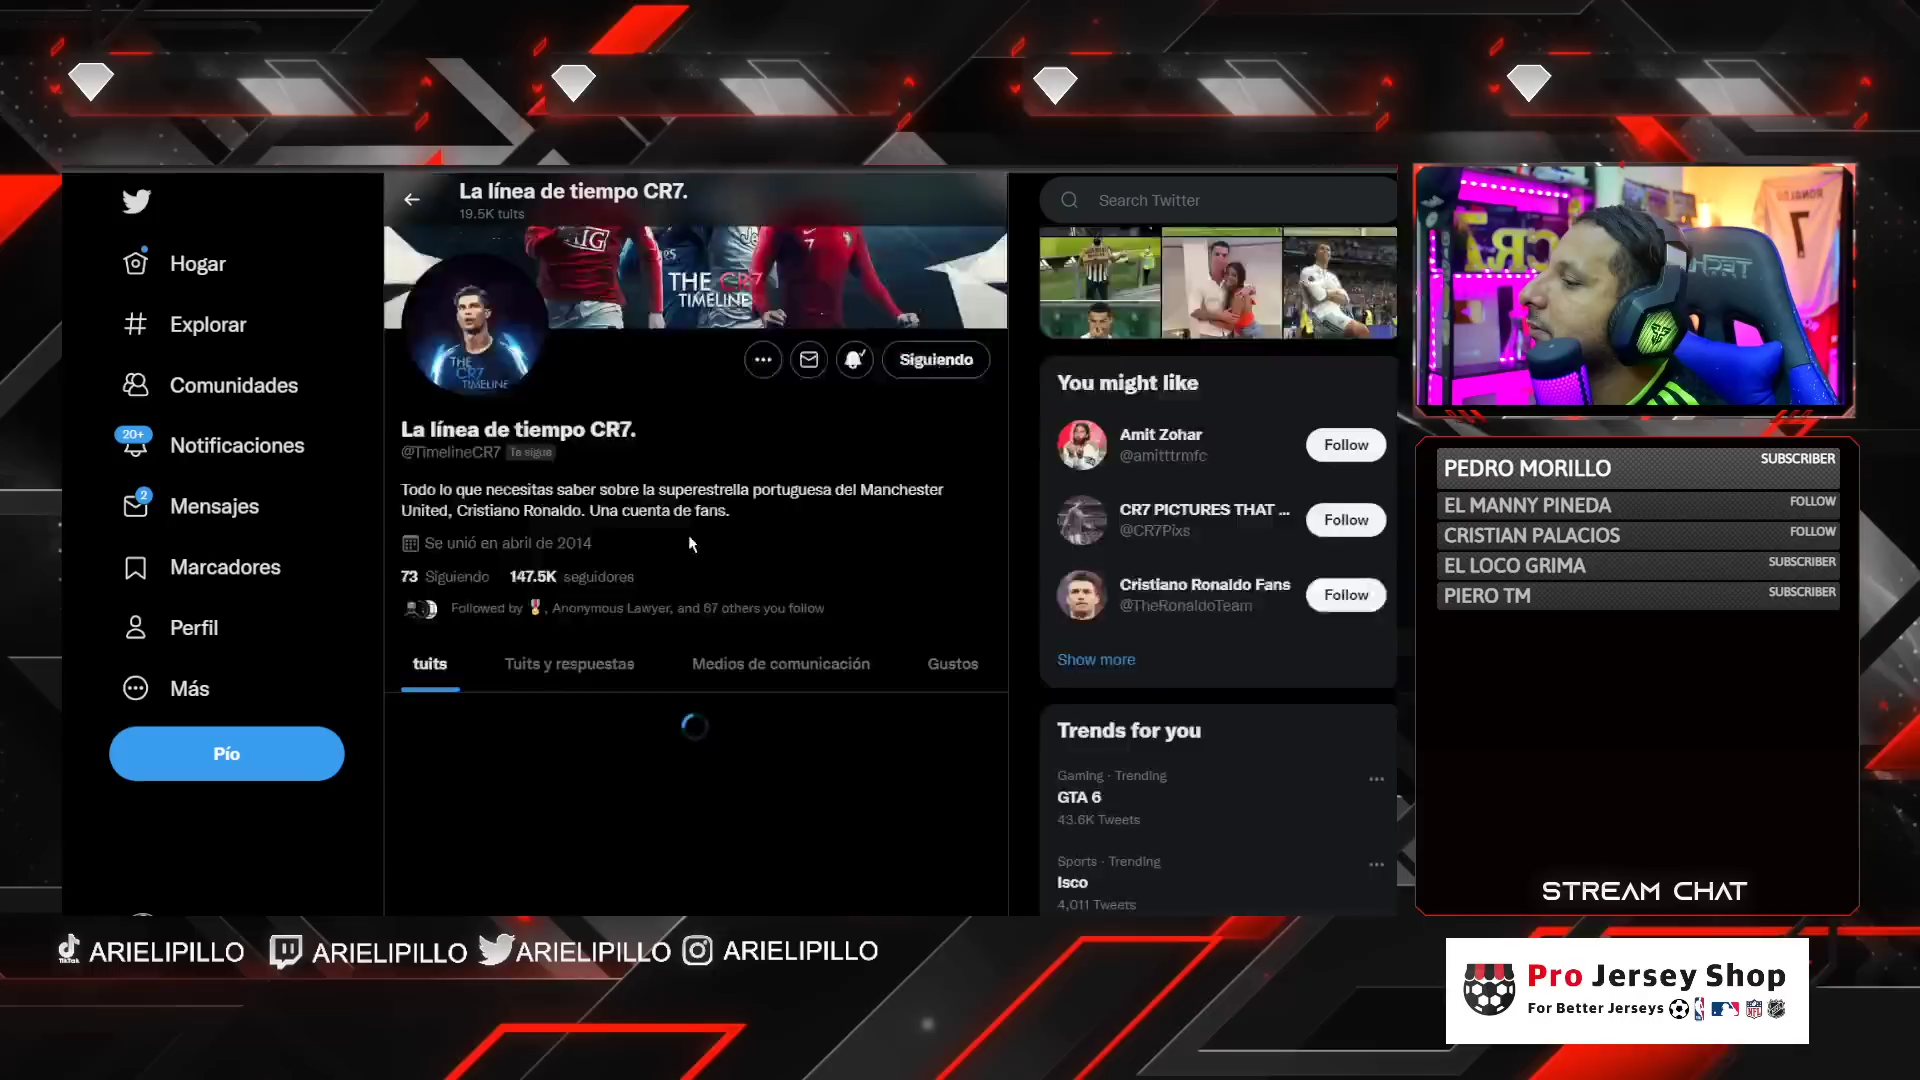 La línea de tiempo CR7.
19.5K tuits
Hogar
Explorar
Comunidades
20+
Notificaciones
2
Mensajes
Marcadores
Perfil
Más
Pío
THE CR7
TIMELINE
7
THE
CR7
TIMELINE
Siguiendo
La línea de tiempo CR7.
@TimelineCR7 Te sigue
Todo lo que necesitas saber sobre la superestrella portuguesa del Manchester
United, Cristiano Ronaldo. Una cuenta de fans.
Se unió en abril de 2014
73 Siguiendo 147.5K seguidores
Followed by , Anonymous Lawyer, and 67 others you follow
tuits Tuits y respuestas Medios de comunicación Gustos
Search Twitter
You might like
Amit Zohar
@amitttrmfc
Follow
CR7 PICTURES THAT ...
@CR7Pixs
Follow
Cristiano Ronaldo Fans
@TheRonaldoTeam
Follow
Show more
Trends for you
Gaming · Trending
GTA 6
43.6K Tweets
Sports · Trending
Isco
4,011 Tweets
RONALDO
7
PEDRO MORILLO SUBSCRIBER
EL MANNY PINEDA FOLLOW
CRISTIAN PALACIOS FOLLOW
EL LOCO GRIMA SUBSCRIBER
PIERO TM SUBSCRIBER
STREAM CHAT
TikTok ARIELIPILLO ARIELIPILLO ARIELIPILLO ARIELIPILLO
Pro Jersey Shop
For Better Jerseys